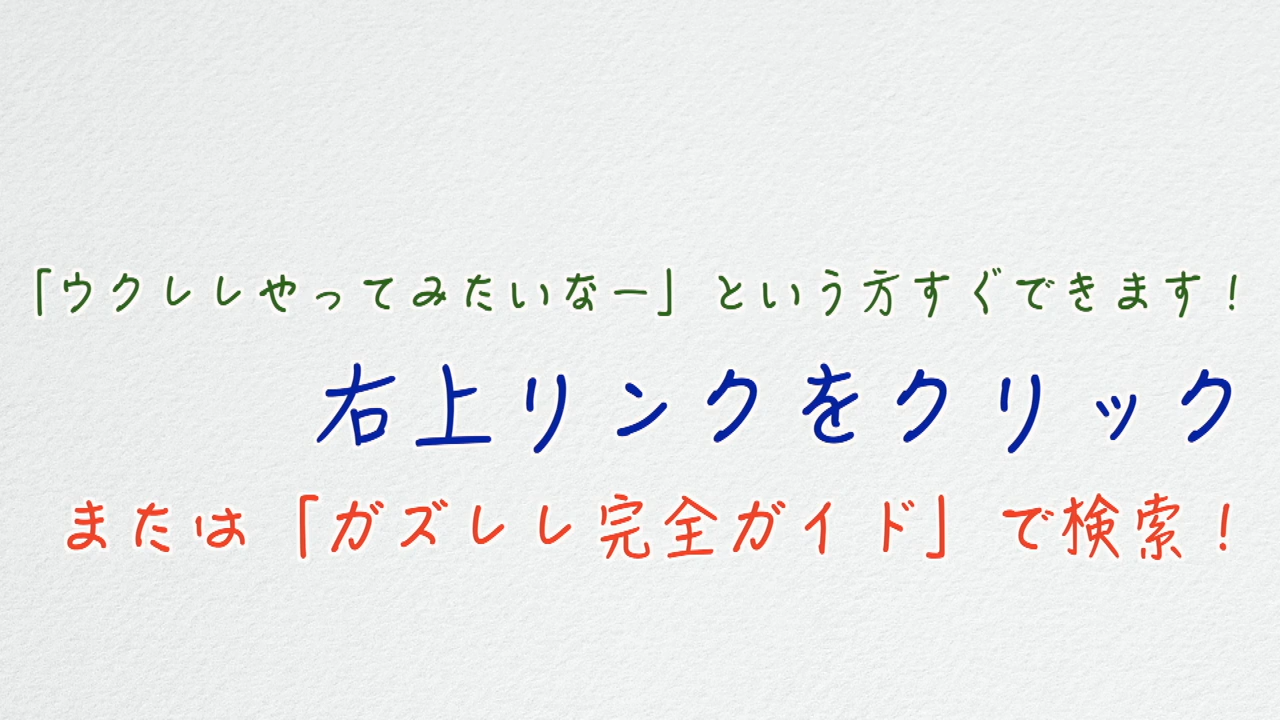 「ウクレレやってみたいなー」という方すぐできます！
右上リンクをクリック
または「ガズレレ完全ガイド」で検索！